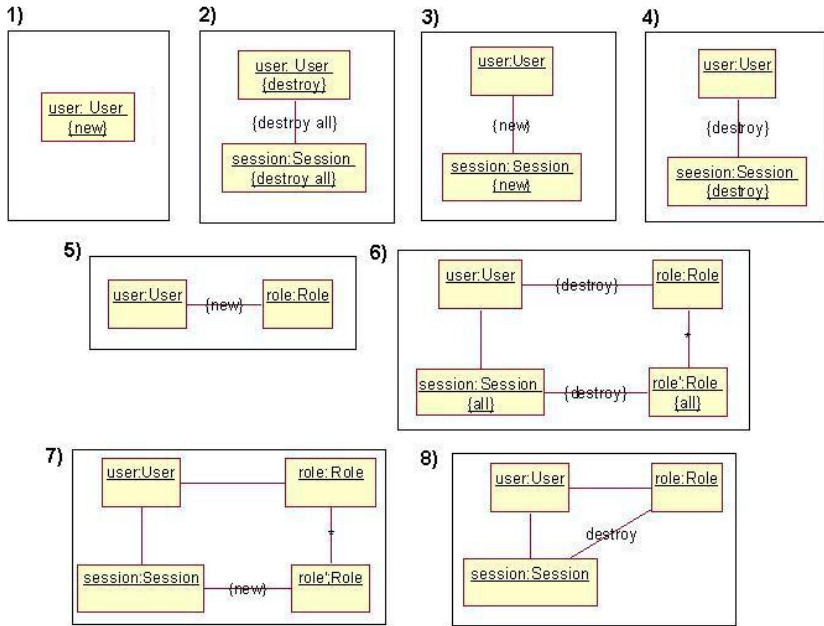 1)
user: User
{new}
2)
user: User
{destroy}
{destroy all}
session:Session
{destroy all}
3)
user:User
{new}
session:Session
{new}
4)
user:User
{destroy}
seesion:Session
{destroy}
5)
user:User
{new}
role:Role
6)
user:User
{destroy}
role:Role
*
session:Session
{all}
{destroy}
role':Role
{all}
7)
user:User
role:Role
*
session:Session
{new}
role':Role
8)
user:User
role:Role
destroy
session:Session